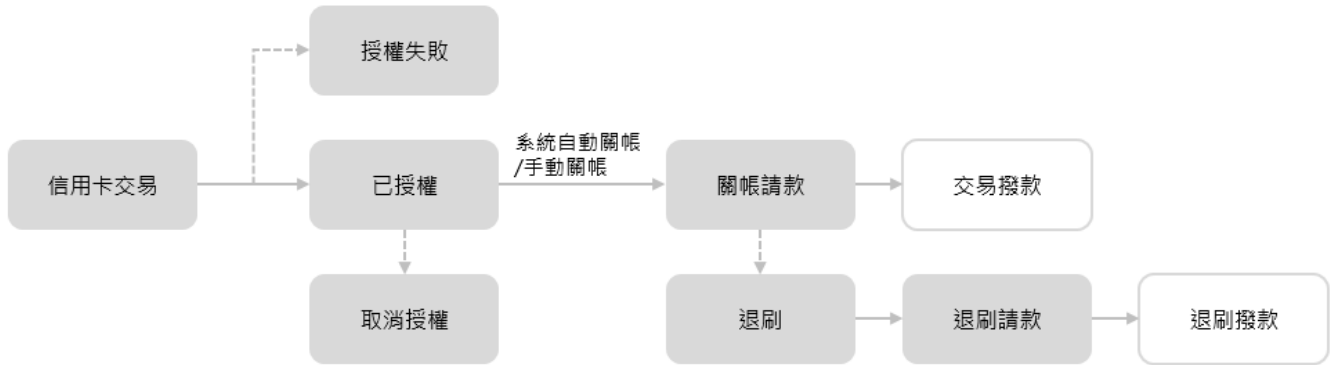 授權失敗
信用卡交易
已授權
系統自動關帳
/手動關帳
關帳請款
交易撥款
取消授權
退刷
退刷請款
退刷撥款